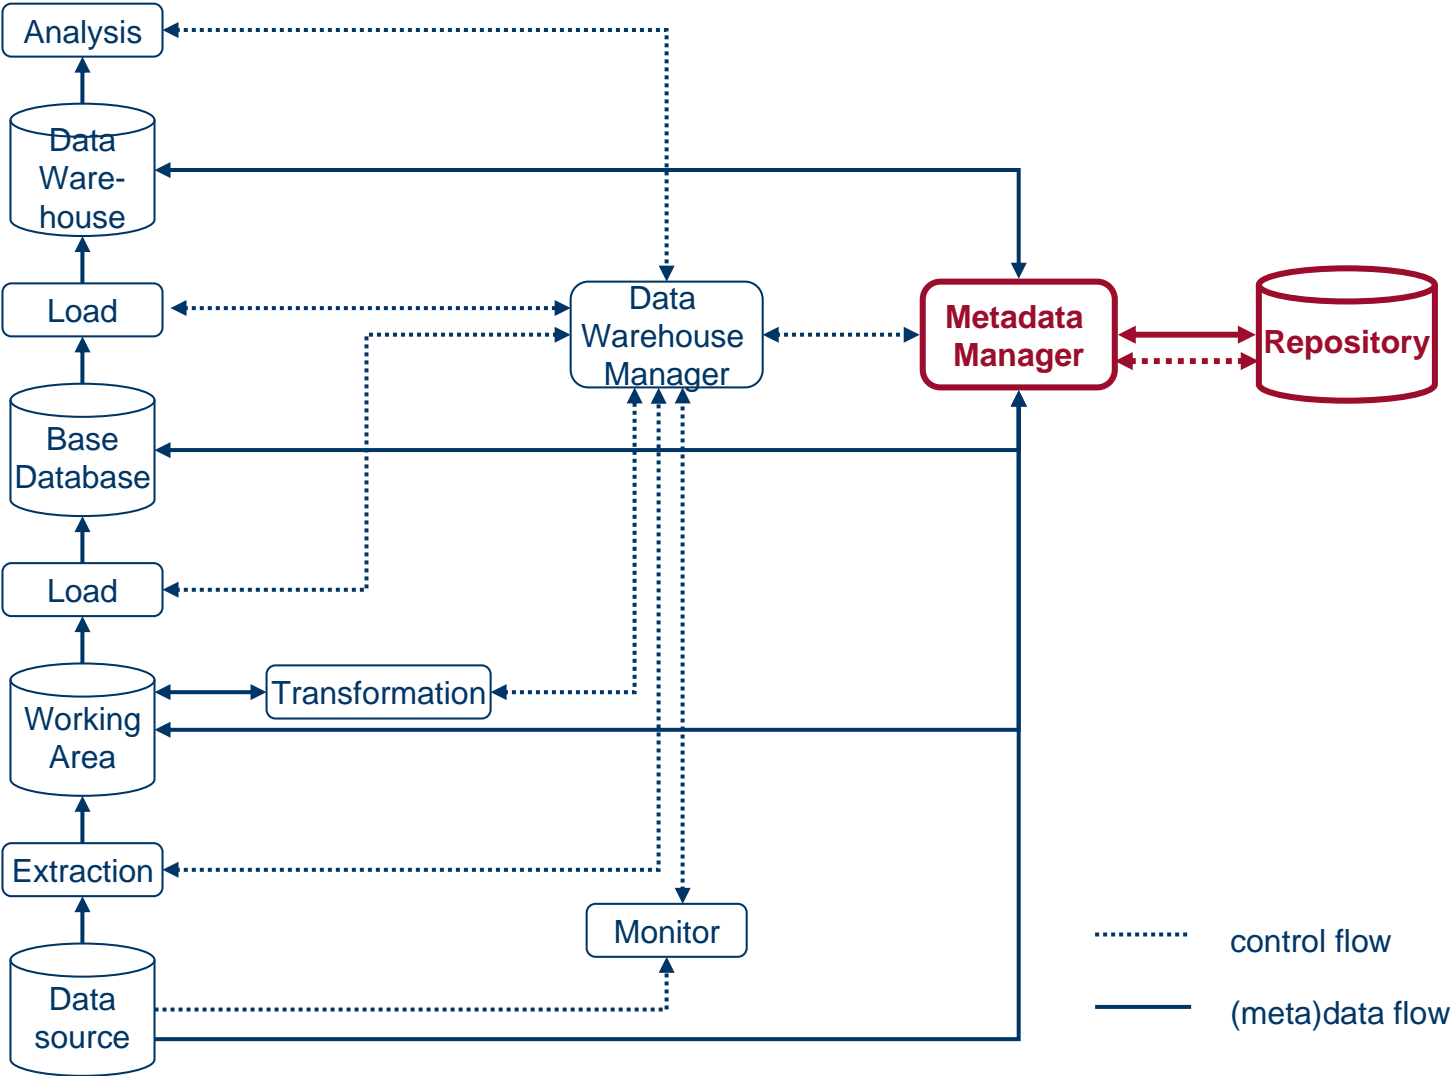 Analysis
Data
Ware-
house
Load
Data
Warehouse
Manager
Metadata
Manager
Repository
Base
Database
Load
Transformation
Working
Area
Extraction
Monitor
control flow
Data
source
(meta)data flow